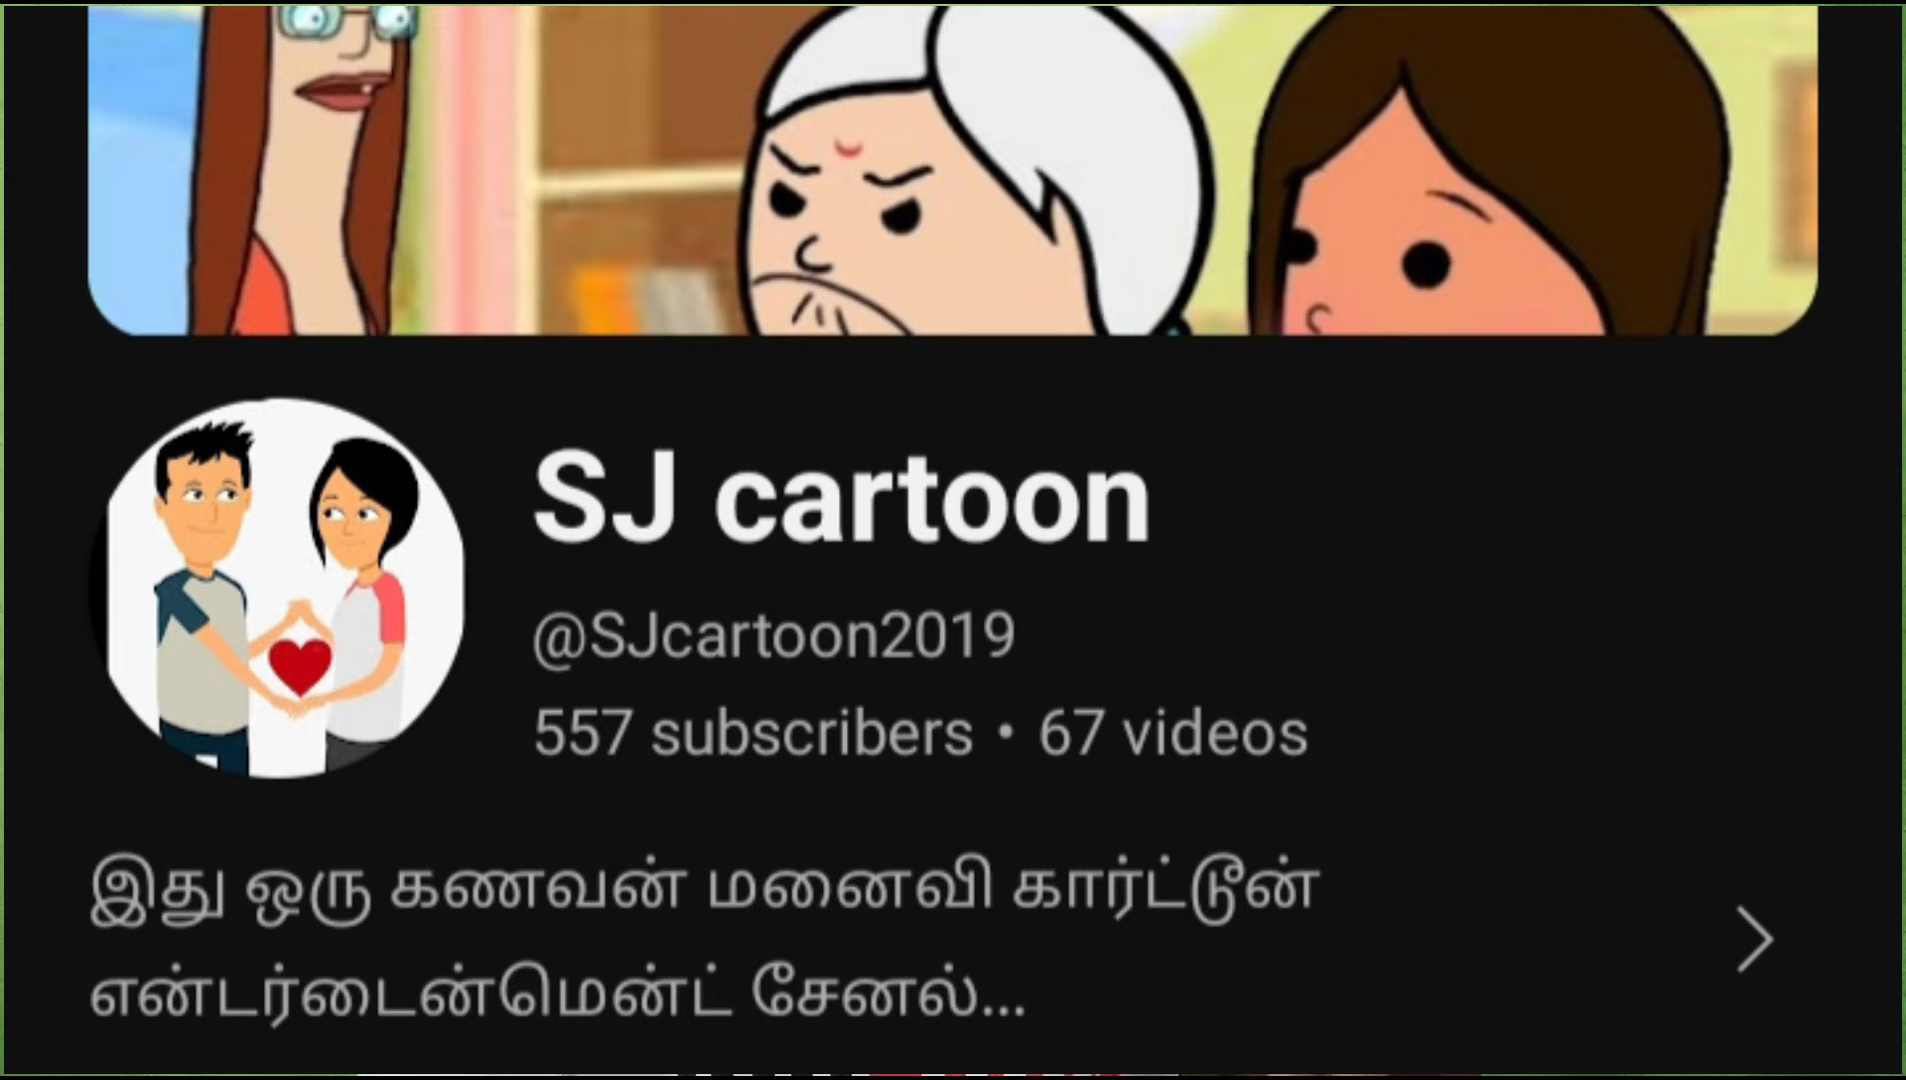 SJ cartoon
@SJcartoon2019
557 subscribers • 67 videos
இது ஒரு கணவன் மனைவி கார்ட்டூன்
என்டர்டைன்மென்ட் சேனல்...